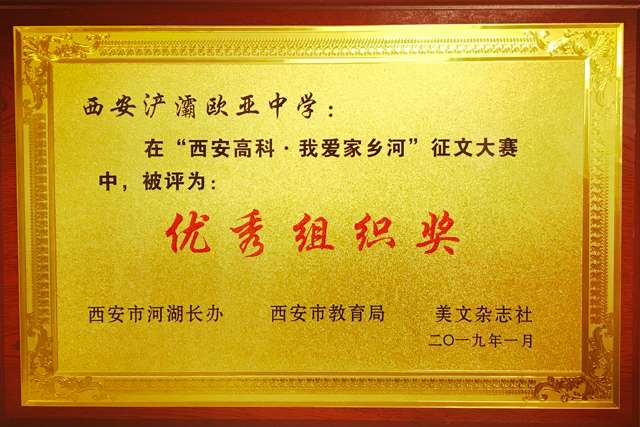 西安浐灞欧亚中学：
在“西安高科·我爱家乡河”征文大赛
中，被评为：
优秀组织奖
西安市河湖长办 西安市教育局 美文杂志社
二〇一九年一月